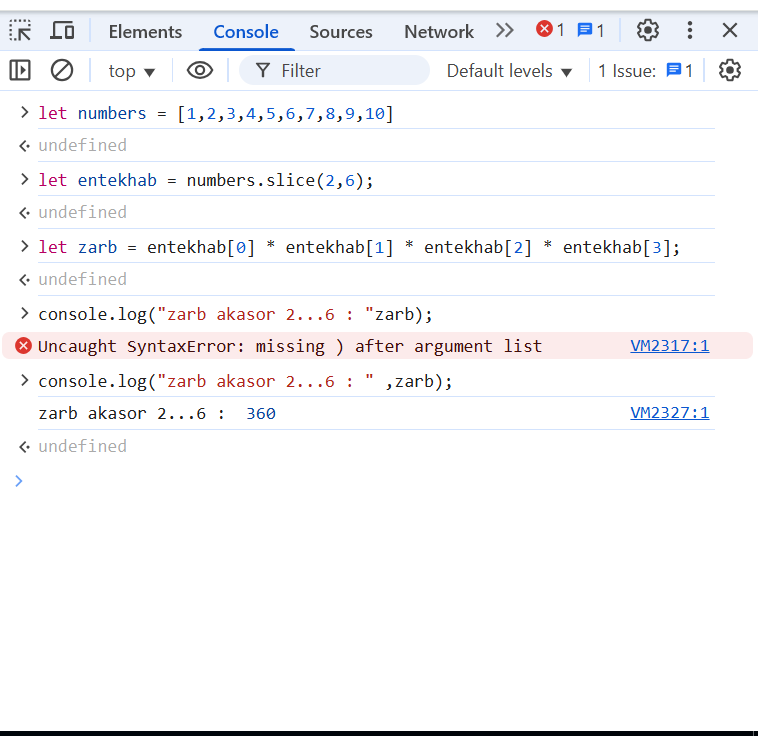 Elements Console Sources Network 1 1
top Filter Default levels 1 Issue: 1
let numbers = [1,2,3,4,5,6,7,8,9,10]
undefined
let entekhab = numbers.slice(2,6);
undefined
let zarb = entekhab[0] * entekhab[1] * entekhab[2] * entekhab[3];
undefined
console.log("zarb akasor 2...6 : "zarb);
Uncaught SyntaxError: missing ) after argument list VM2317:1
console.log("zarb akasor 2...6 : " ,zarb);
zarb akasor 2...6 :  360 VM2327:1
undefined